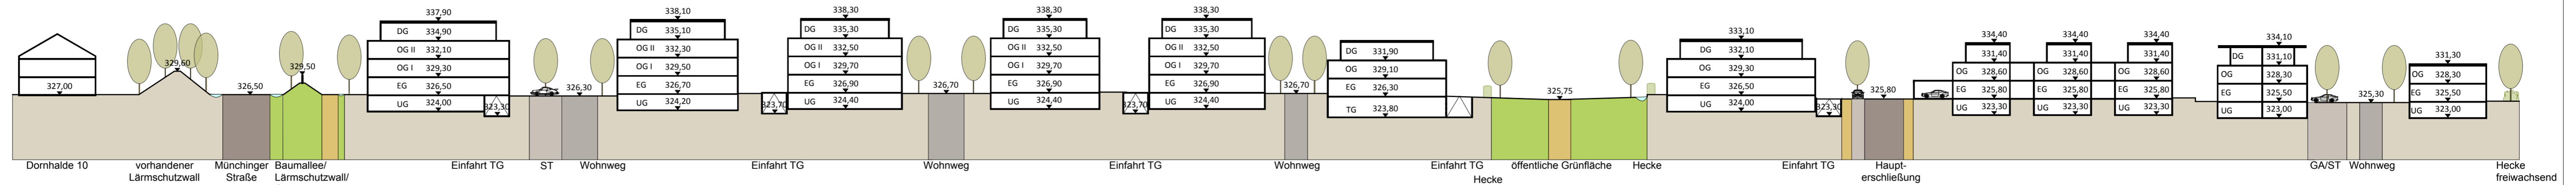 327,00
329,60
326,50
329,50
337,90
DG 334,90
OG II 332,10
OG I 329,30
EG 326,50
UG 324,00
323,30
326,30
338,10
DG 335,10
OG II 332,30
OG I 329,50
EG 326,70
UG 324,20
323,70
338,30
DG 335,30
OG II 332,50
OG I 329,70
EG 326,90
UG 324,40
326,70
338,30
DG 335,30
OG II 332,50
OG I 329,70
EG 326,90
UG 324,40
323,70
338,30
DG 335,30
OG II 332,50
OG I 329,70
EG 326,90
UG 324,40
326,70
DG 331,90
OG 329,10
EG 326,30
TG 323,80
325,75
333,10
DG 332,10
OG 329,30
EG 326,50
UG 324,00
323,30
325,80
334,40
331,40
OG 328,60
EG 325,80
UG 323,30
334,40
331,40
OG 328,60
EG 325,80
UG 323,30
334,40
331,40
OG 328,60
EG 325,80
UG 323,30
334,10
DG 331,10
OG 328,30
EG 325,50
UG 323,00
325,30
331,30
OG 328,30
EG 325,50
UG 323,00
Dornhalde 10
vorhandener
Lärmschutzwall
Münchinger
Straße
Baumallee/
Lärmschutzwall/
Einfahrt TG
ST
Wohnweg
Einfahrt TG
Wohnweg
Einfahrt TG
Wohnweg
Einfahrt TG
Hecke
öffentliche Grünfläche
Hecke
Einfahrt TG
Haupt-
erschließung
GA/ST
Wohnweg
Hecke
freiwachsend